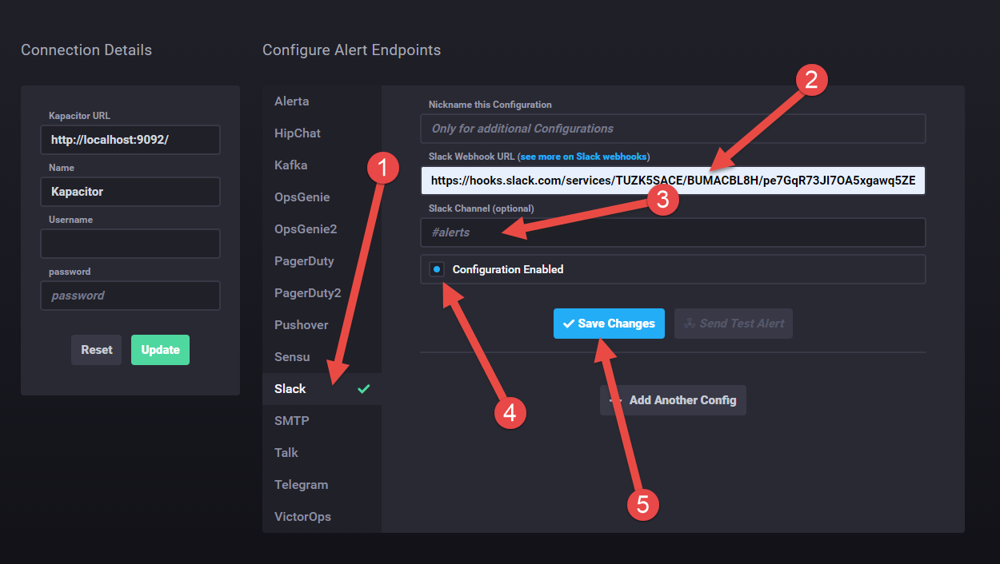 Connection Details
Kapacitor URL
http://localhost:9092/
Name
Kapacitor
Username
password
password
Reset
Update
Configure Alert Endpoints
Alerta
HipChat
Kafka
OpsGenie
OpsGenie2
PagerDuty
PagerDuty2
Pushover
Sensu
Slack
SMTP
Talk
Telegram
VictorOps
Nickname this Configuration
Only for additional Configurations
Slack Webhook URL (see more on Slack webhooks)
https://hooks.slack.com/services/TUZK5SACE/BUMACBL8H/pe7GqR73JI7OA5xgawq5ZE
Slack Channel (optional)
#alerts
Configuration Enabled
Save Changes
Send Test Alert
Add Another Config
1
2
3
4
5